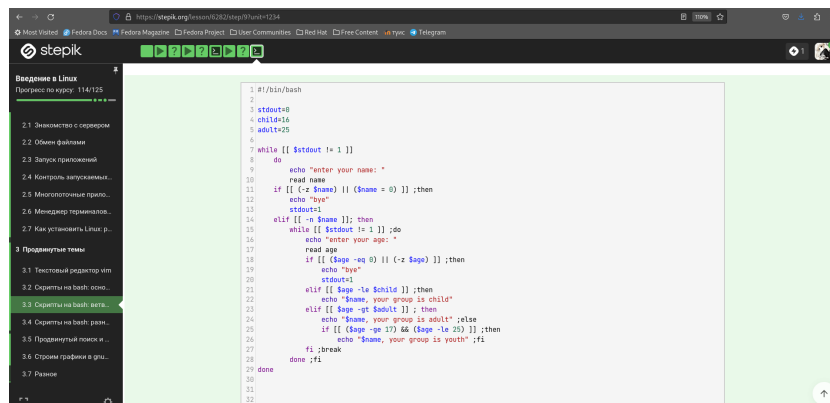 https://stepik.org/lesson/6282/step/9?unit=1234
110%
Most Visited Fedora Docs Fedora Magazine Fedora Project User Communities Red Hat Free Content Telegram
stepik
1
Введение в Linux
Прогресс по курсу: 114/125
2.1 Знакомство с сервером
2.2 Обмен файлами
2.3 Запуск приложений
2.4 Контроль запускаемых...
2.5 Многопоточные прило...
2.6 Менеджер терминалов...
2.7 Как установить Linux: р...
3 Продвинутые темы
3.1 Текстовый редактор vim
3.2 Скрипты на bash: осно...
3.3 Скрипты на bash: ветв...
3.4 Скрипты на bash: разн...
3.5 Продвинутый поиск и ...
3.6 Строим графики в gnu...
3.7 Разное
1 #!/bin/bash
2
3 stdout=0
4 child=16
5 adult=25
6
7 while [[ $stdout != 1 ]]
8 do
9 echo "enter your name: "
10 read name
11 if [[ (-z $name) || ($name = 0) ]] ;then
12 echo "bye"
13 stdout=1
14 elif [[ -n $name ]]; then
15 while [[ $stdout != 1 ]] ;do
16 echo "enter your age: "
17 read age
18 if [[ ($age -eq 0) || (-z $age) ]] ;then
19 echo "bye"
20 stdout=1
21 elif [[ $age -le $child ]] ;then
22 echo "$name, your group is child"
23 elif [[ $age -gt $adult ]] ; then
24 echo "$name, your group is adult" ;else
25 if [[ ($age -ge 17) && ($age -le 25) ]] ;then
26 echo "$name, your group is youth" ;fi
27 fi ;break
28 done ;fi
29 done
30
31
32